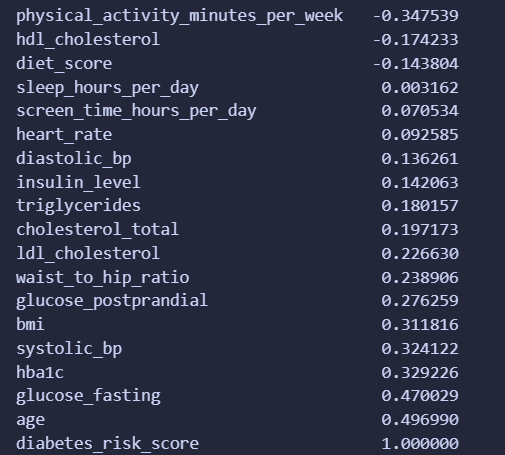 physical_activity_minutes_per_week -0.347539
hdl_cholesterol -0.174233
diet_score -0.143804
sleep_hours_per_day 0.003162
screen_time_hours_per_day 0.070534
heart_rate 0.092585
diastolic_bp 0.136261
insulin_level 0.142063
triglycerides 0.180157
cholesterol_total 0.197173
ldl_cholesterol 0.226630
waist_to_hip_ratio 0.238906
glucose_postprandial 0.276259
bmi 0.311816
systolic_bp 0.324122
hba1c 0.329226
glucose_fasting 0.470029
age 0.496990
diabetes_risk_score 1.000000